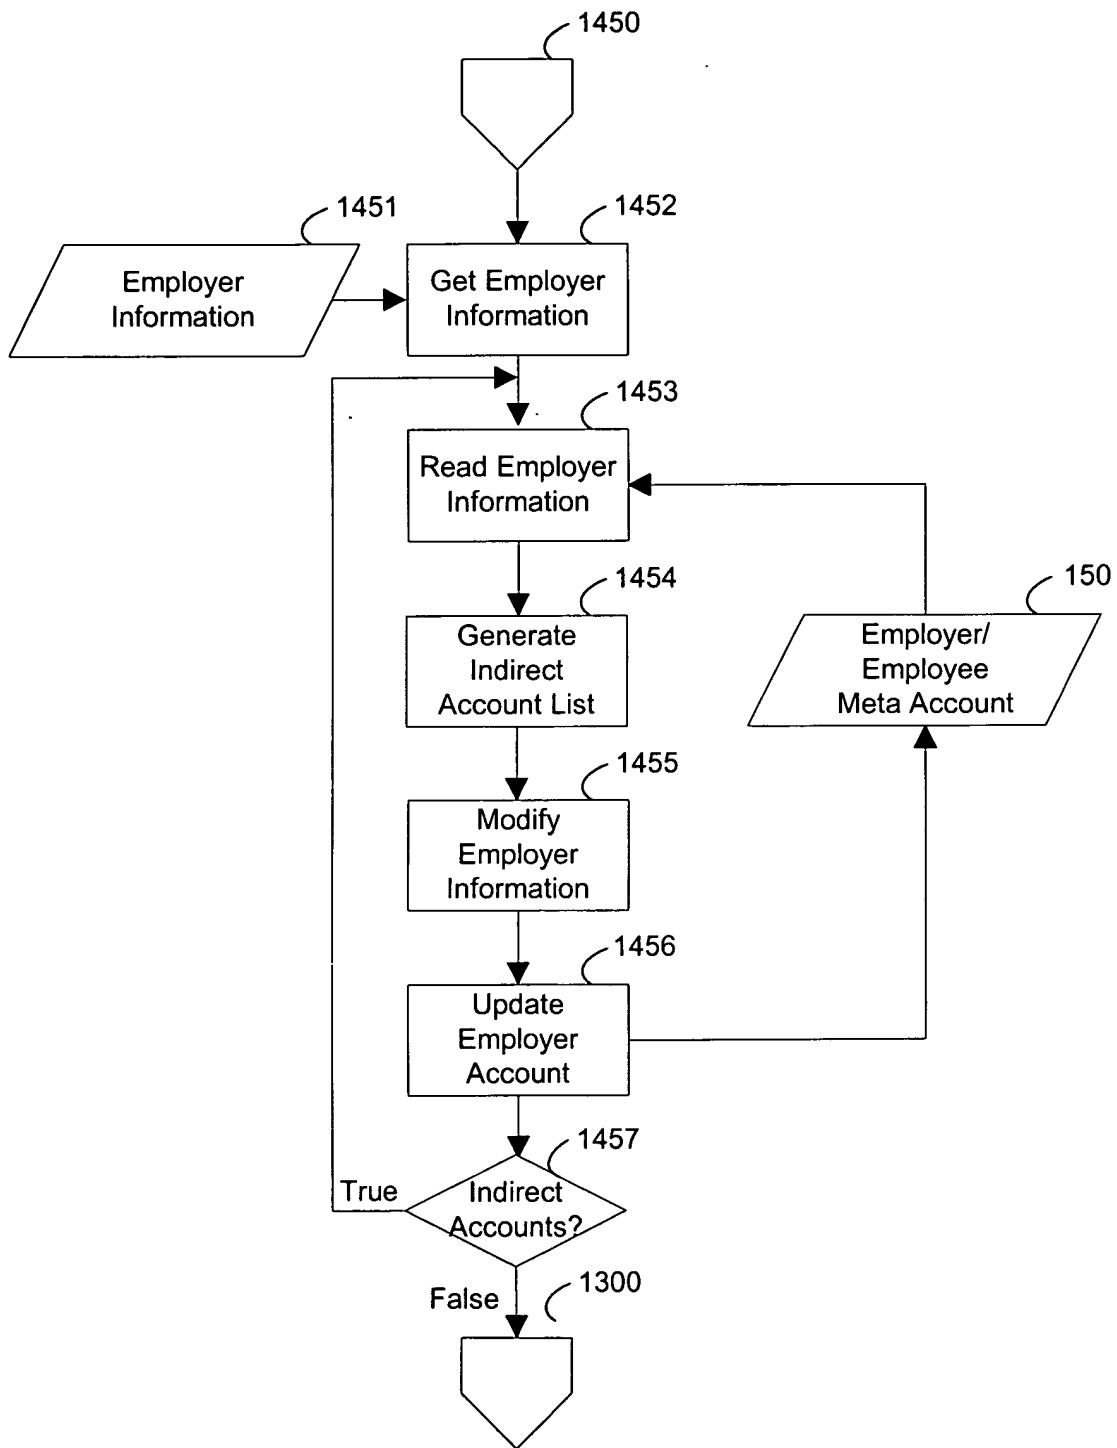 1450
1451
1452
Employer
Information
Get Employer
Information
1453
Read Employer
Information
1454
150
Generate
Indirect
Account List
Employer/
Employee
Meta Account
1455
Modify
Employer
Information
1456
Update
Employer
Account
1457
True
Indirect
Accounts?
False
1300